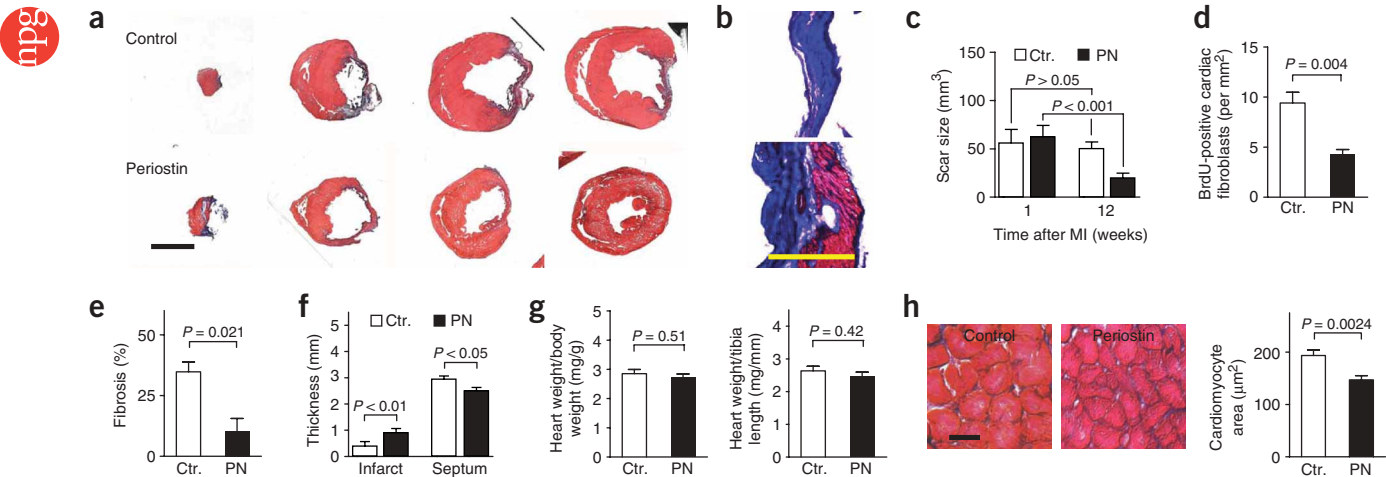 npg
a
Control
Periostin
b
c
Ctr. PN
P > 0.05
P < 0.001
Scar size (mm3)
150
100
50
0
1 12
Time after MI (weeks)
d
P = 0.004
BrdU-positive cardiac
fibroblasts (per mm2)
15
10
5
0
Ctr. PN
e
P = 0.021
Fibrosis (%)
50
25
0
Ctr. PN
f
Ctr. PN
P < 0.05
P < 0.01
Thickness (mm)
5
4
3
2
1
0
Infarct Septum
g
P = 0.51
Heart weight/body
weight (mg/g)
5
4
3
2
1
0
Ctr. PN
P = 0.42
Heart weight/tibia
length (mg/mm)
5
4
3
2
1
0
Ctr. PN
h
Control
Periostin
P = 0.0024
Cardiomyocyte
area (μm2)
200
100
0
Ctr. PN